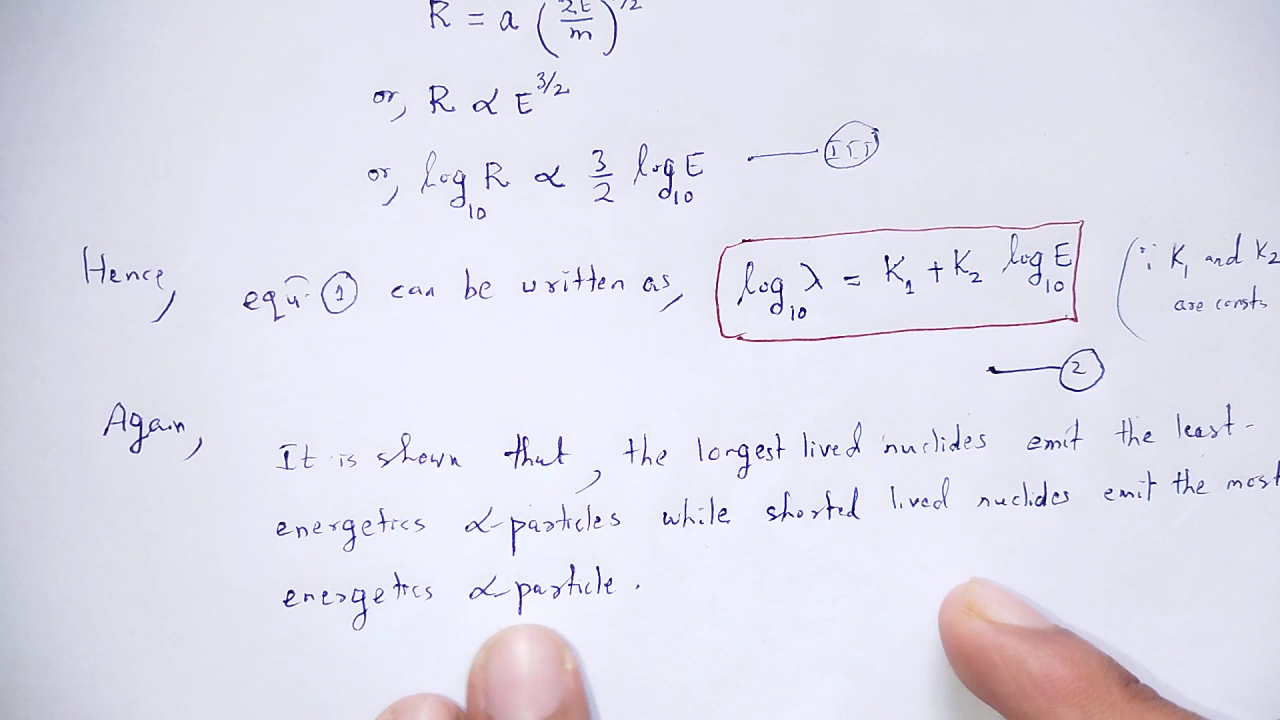 R = a (2E/m)^3/2
or, R ∝ E^3/2
or, log₁₀ R ∝ 3/2 log₁₀ E —— III
Hence, equⁿ. ① can be written as, log₁₀ λ = K₁ + K₂ log₁₀ E (∵ K₁ and K₂
are consts
—— ②
Again,
It is shown that, the longest lived nuclides emit the least-
energetics α-particles while shorted lived nuclides emit the most
energetics α-particle.